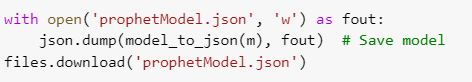 with open('prophetModel.json', 'w') as fout:
    json.dump(model_to_json(m), fout)  # Save model
files.download('prophetModel.json')